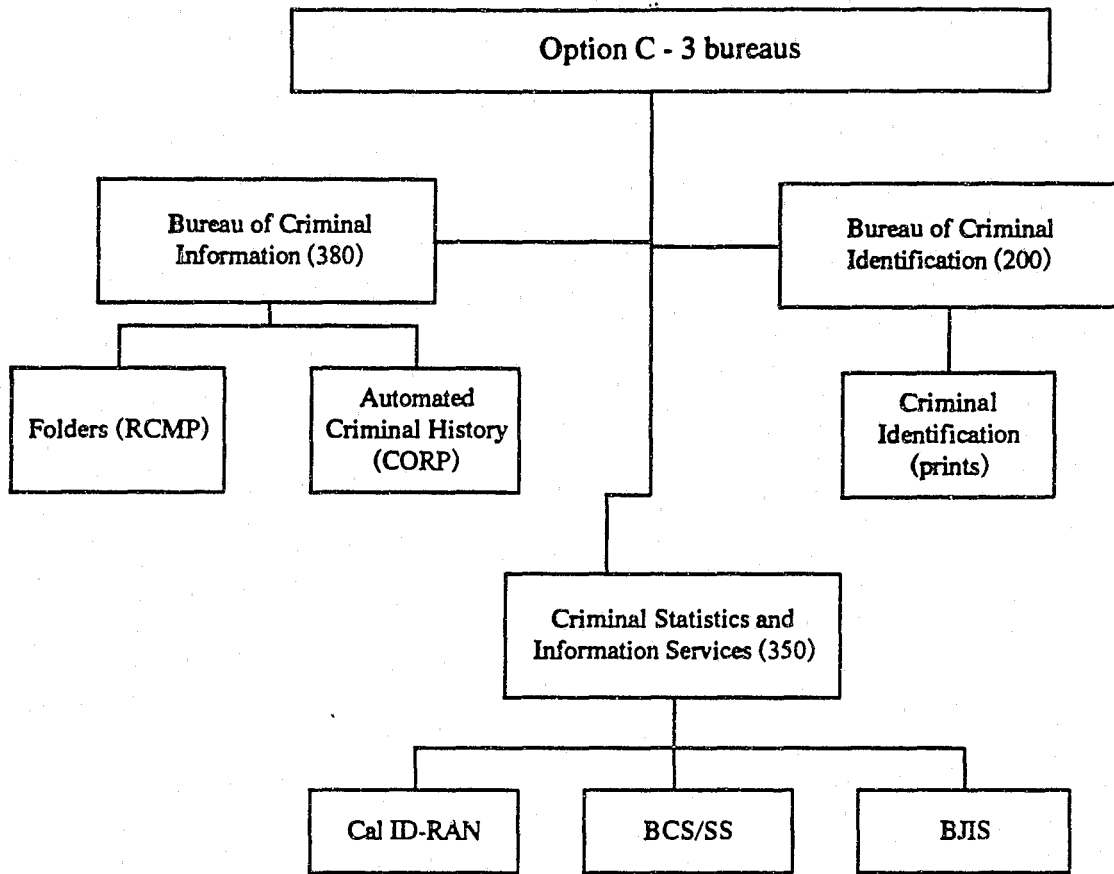 Option C - 3 bureaus
Bureau of Criminal
Information (380)
Bureau of Criminal
Identification (200)
Folders (RCMP)
Automated
Criminal History
(CORP)
Criminal
Identification
(prints)
Criminal Statistics and
Information Services (350)
Cal ID-RAN
BCS/SS
BJIS